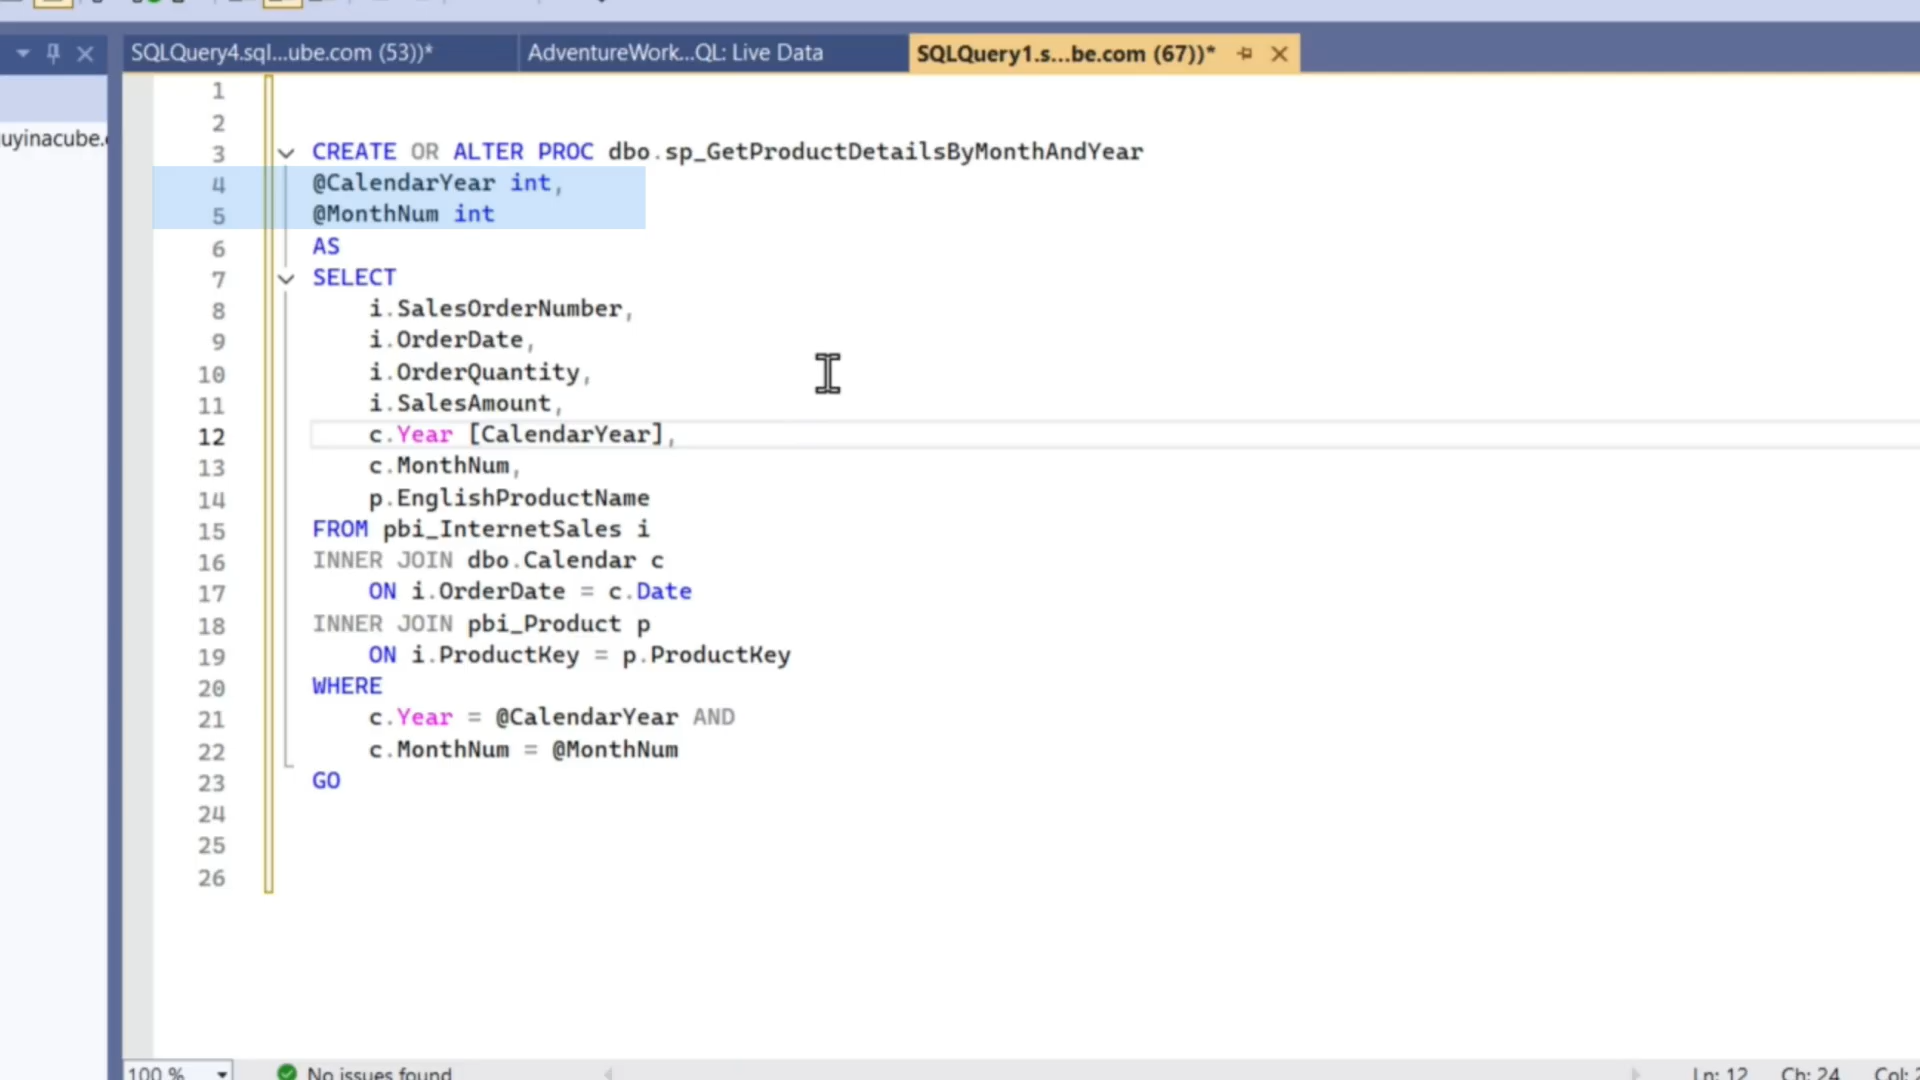 SQLQuery4.sql...ube.com (53))*
AdventureWork...QL: Live Data
SQLQuery1.s...be.com (67))*
uyinacube.
1
2
3 CREATE OR ALTER PROC dbo.sp_GetProductDetailsByMonthAndYear
4 @CalendarYear int,
5 @MonthNum int
6 AS
7 SELECT
8 i.SalesOrderNumber,
9 i.OrderDate,
10 i.OrderQuantity,
11 i.SalesAmount,
12 c.Year [CalendarYear],
13 c.MonthNum,
14 p.EnglishProductName
15 FROM pbi_InternetSales i
16 INNER JOIN dbo.Calendar c
17 ON i.OrderDate = c.Date
18 INNER JOIN pbi_Product p
19 ON i.ProductKey = p.ProductKey
20 WHERE
21 c.Year = @CalendarYear AND
22 c.MonthNum = @MonthNum
23 GO
24
25
26
100 %
No issues found
Ln: 12 Ch: 24 Col: